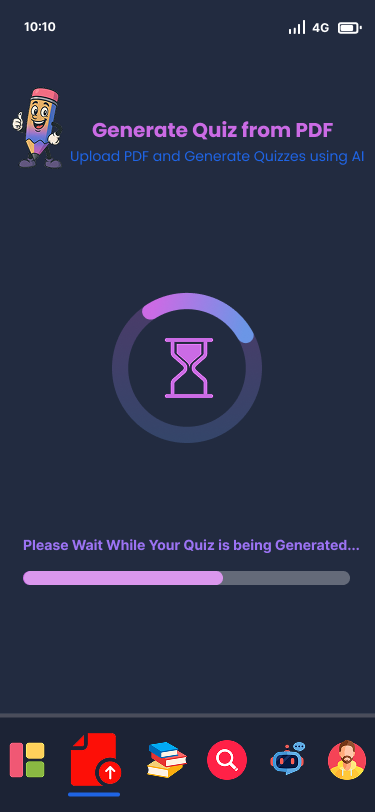 10:10
4G
Generate Quiz from PDF
Upload PDF and Generate Quizzes using AI
Please Wait While Your Quiz is being Generated...